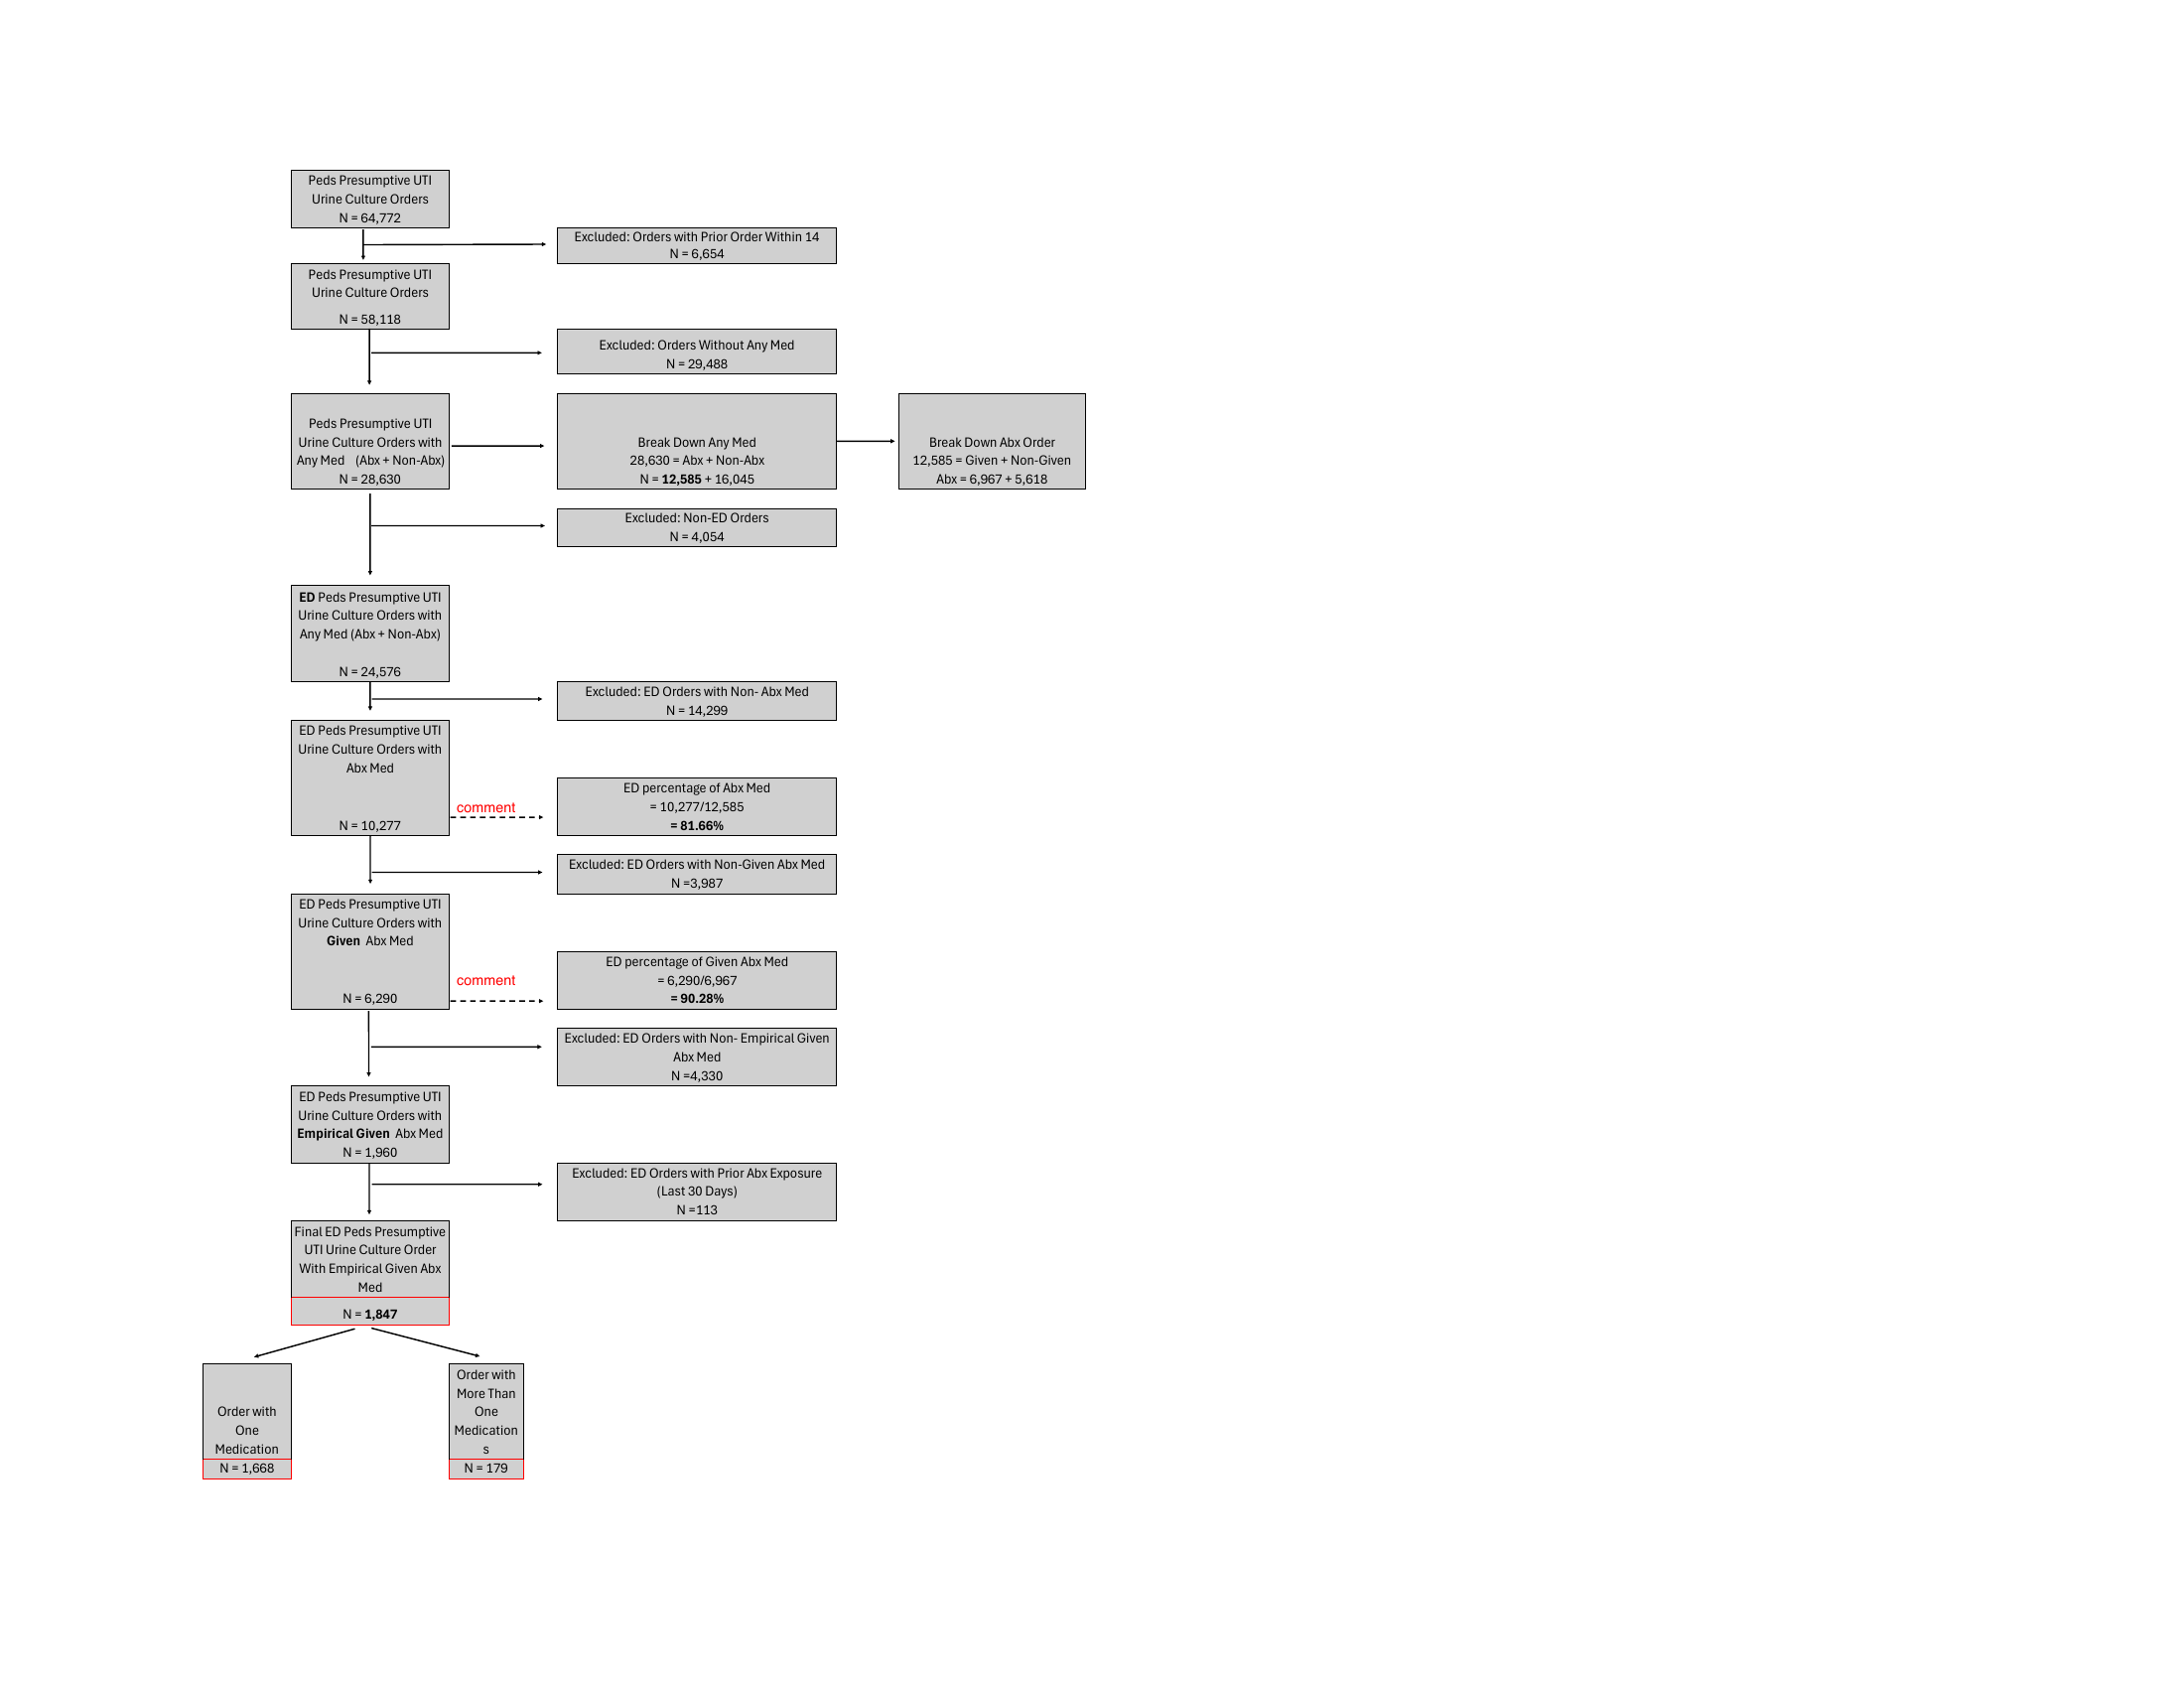 Peds Presumptive UTI
Urine Culture Orders
N = 64,772
Excluded: Orders with Prior Order Within 14
N = 6,654
Peds Presumptive UTI
Urine Culture Orders
N = 58,118
Excluded: Orders Without Any Med
N = 29,488
Peds Presumptive UTI
Urine Culture Orders with
Any Med (Abx + Non-Abx)
N = 28,630
Break Down Any Med
28,630 = Abx + Non-Abx
N = 12,585 + 16,045
Break Down Abx Order
12,585 = Given + Non-Given
Abx = 6,967 + 5,618
Excluded: Non-ED Orders
N = 4,054
ED Peds Presumptive UTI
Urine Culture Orders with
Any Med (Abx + Non-Abx)
N = 24,576
Excluded: ED Orders with Non- Abx Med
N = 14,299
ED Peds Presumptive UTI
Urine Culture Orders with
Abx Med
N = 10,277
comment
ED percentage of Abx Med
= 10,277/12,585
= 81.66%
Excluded: ED Orders with Non-Given Abx Med
N =3,987
ED Peds Presumptive UTI
Urine Culture Orders with
Given Abx Med
N = 6,290
comment
ED percentage of Given Abx Med
= 6,290/6,967
= 90.28%
Excluded: ED Orders with Non- Empirical Given
Abx Med
N =4,330
ED Peds Presumptive UTI
Urine Culture Orders with
Empirical Given Abx Med
N = 1,960
Excluded: ED Orders with Prior Abx Exposure
(Last 30 Days)
N =113
Final ED Peds Presumptive
UTI Urine Culture Order
With Empirical Given Abx
Med
N = 1,847
Order with
One
Medication
N = 1,668
Order with
More Than
One
Medication
s
N = 179